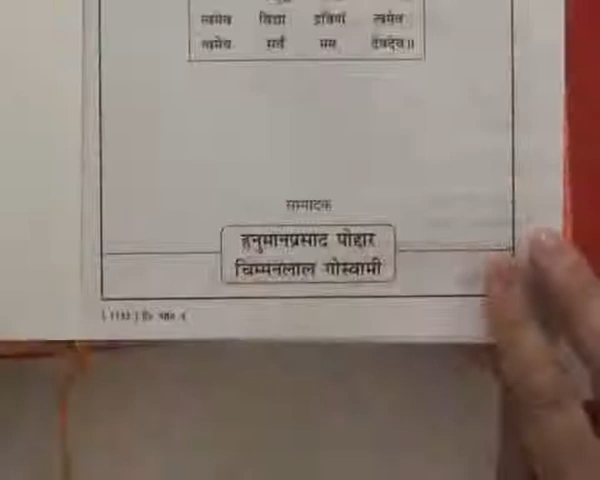 त्वमेव विद्या द्रविणं त्वमेव
त्वमेव सर्वं मम देवदेव॥
सम्पादक
हनुमानप्रसाद पोद्दार
चिम्मनलाल गोस्वामी